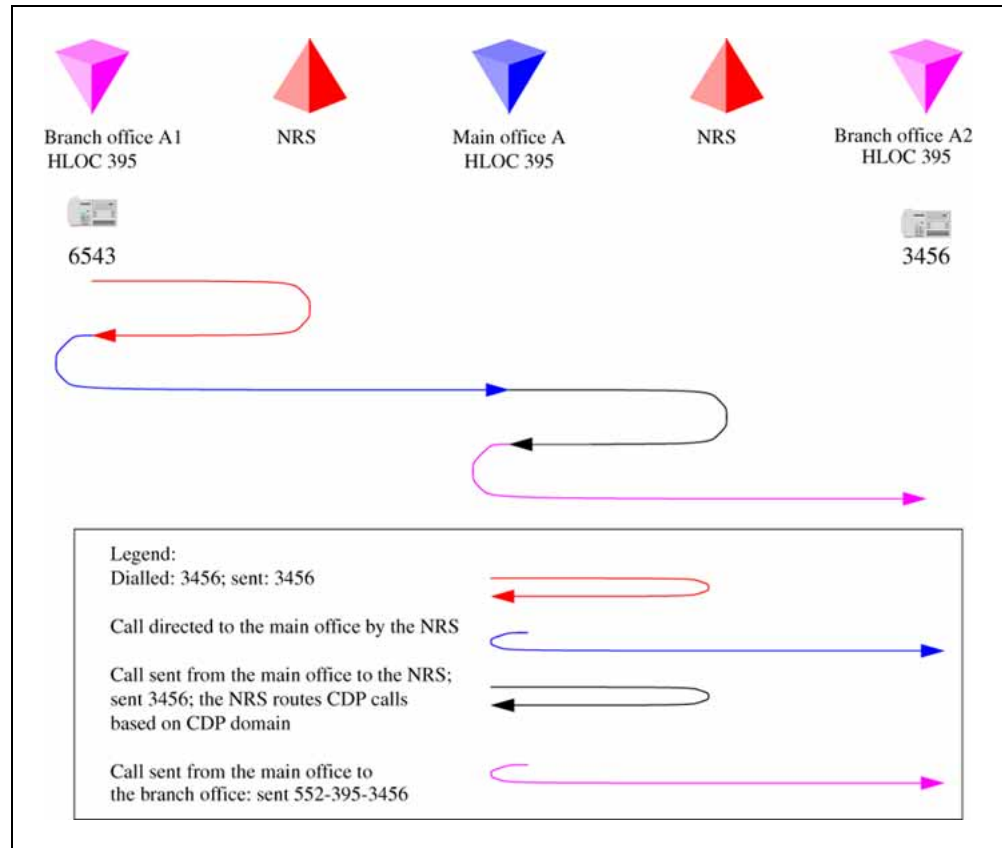 Branch office A1
HLOC 395
NRS
Main office A
HLOC 395
NRS
Branch office A2
HLOC 395
6543
3456
Legend:
Dialled: 3456; sent: 3456
Call directed to the main office by the NRS
Call sent from the main office to the NRS;
sent 3456; the NRS routes CDP calls
based on CDP domain
Call sent from the main office to
the branch office: sent 552-395-3456